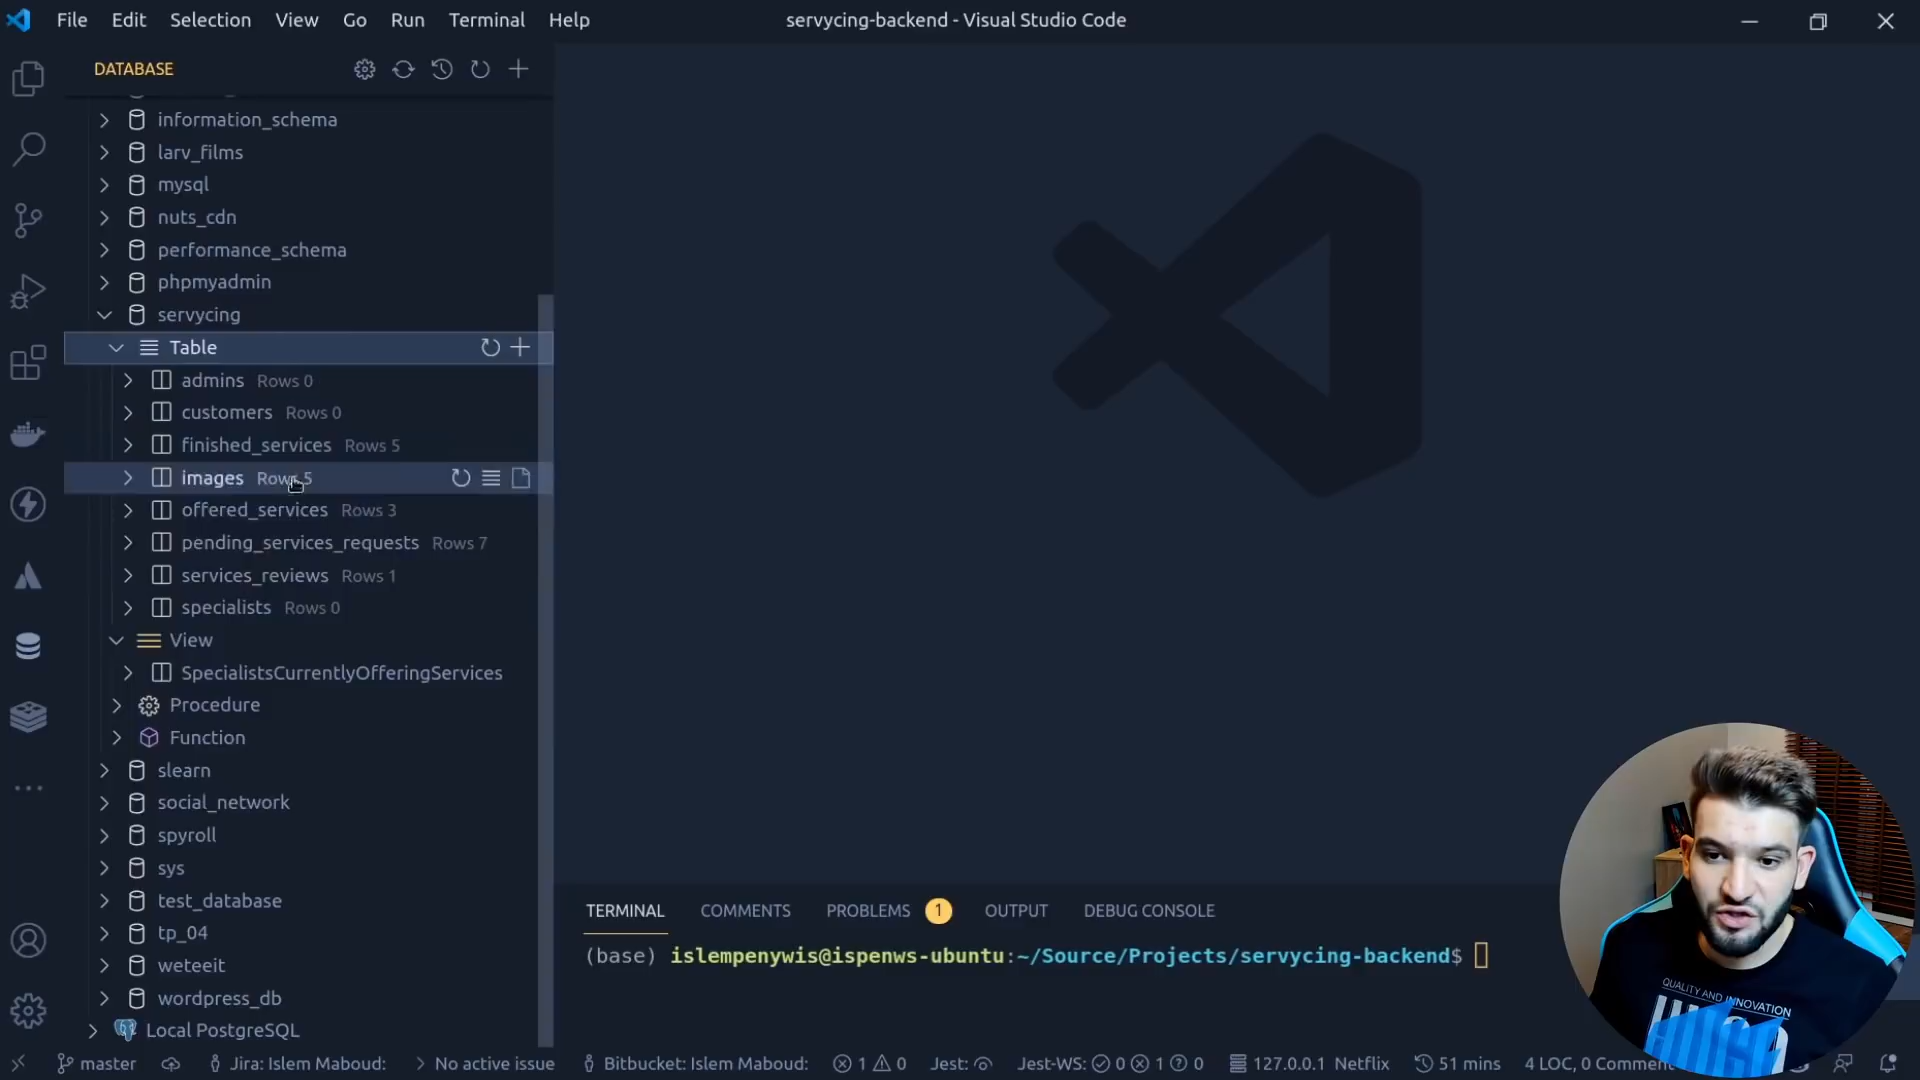 File Edit Selection View Go Run Terminal Help
servycing-backend - Visual Studio Code
DATABASE
information_schema
larv_films
mysql
nuts_cdn
performance_schema
phpmyadmin
servycing
Table
admins Rows 0
customers Rows 0
finished_services Rows 5
images Rows 5
offered_services Rows 3
pending_services_requests Rows 7
services_reviews Rows 1
specialists Rows 0
View
SpecialistsCurrentlyOfferingServices
Procedure
Function
slearn
social_network
spyroll
sys
test_database
tp_04
weteeit
wordpress_db
Local PostgreSQL
TERMINAL COMMENTS PROBLEMS 1 OUTPUT DEBUG CONSOLE
(base) islempenywis@ispenws-ubuntu:~/Source/Projects/servycing-backend$
QUALITY AND INNOVATION
master Jira: Islem Maboud: No active issue Bitbucket: Islem Maboud: 1 0 Jest: Jest-WS: 0 1 0 127.0.0.1 Netflix 51 mins 4 LOC, 0 Comment